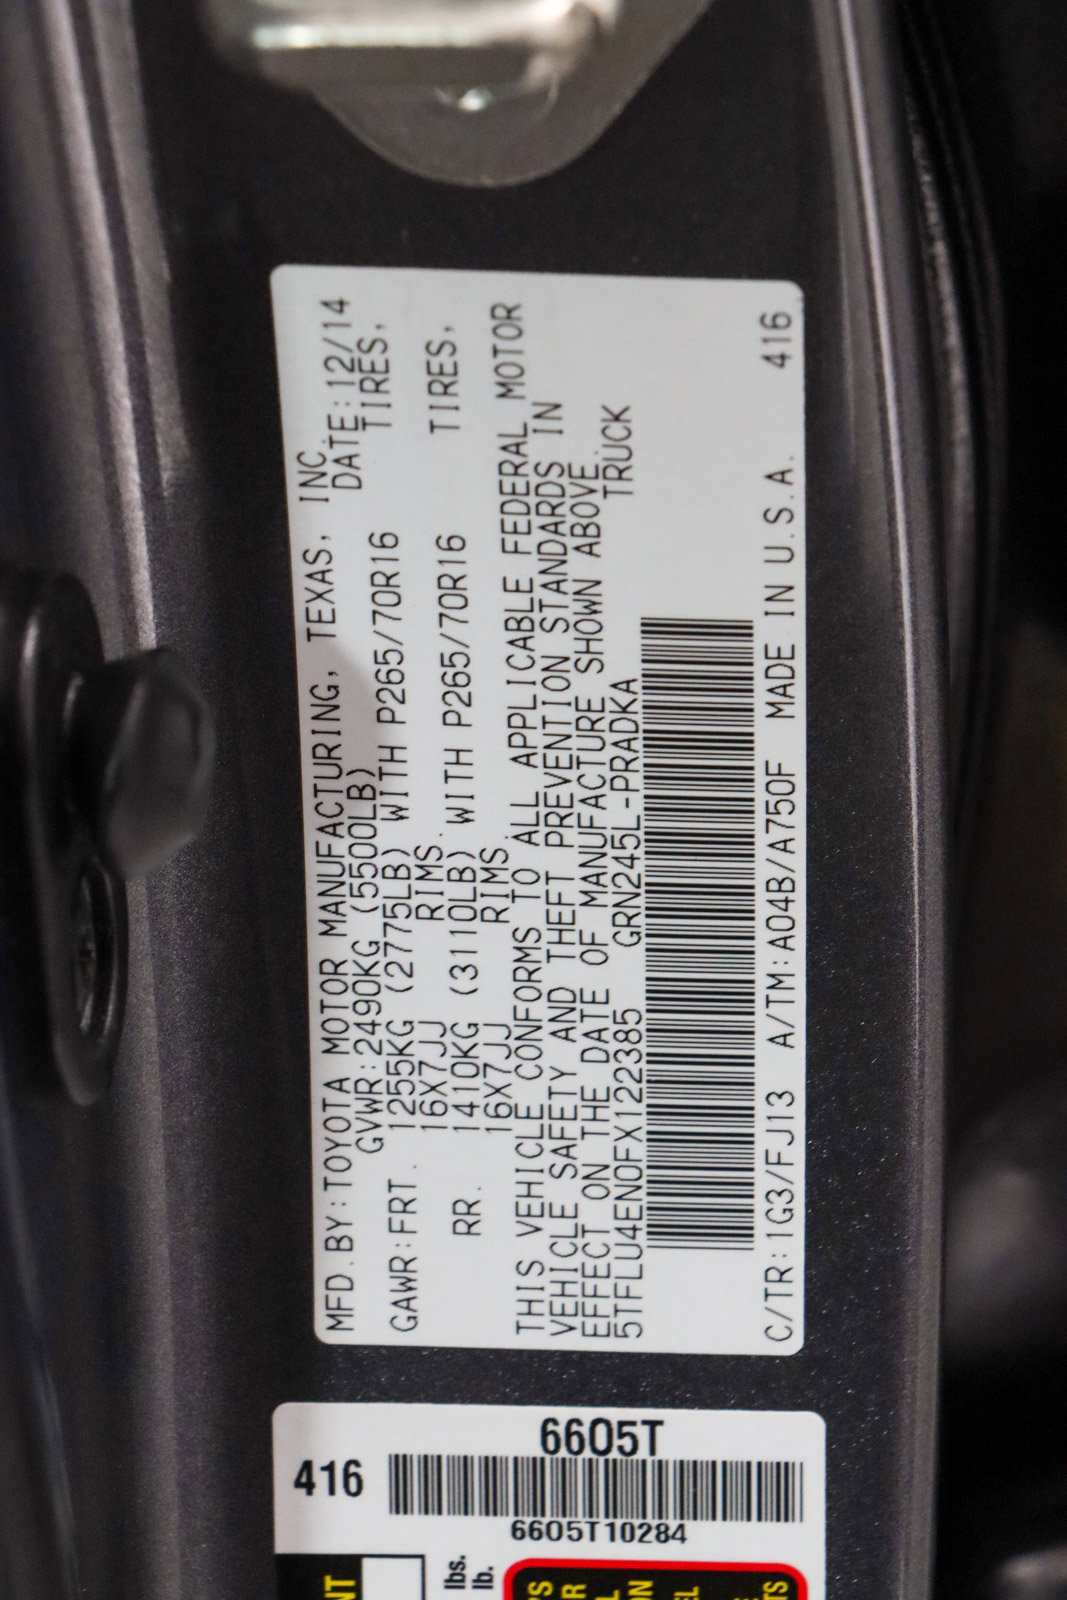 MFD.BY:TOYOTA MOTOR MANUFACTURING, TEXAS, INC.
GVWR:2490KG (5500LB) DATE:12/14
GAWR:FRT. 1255KG (2775LB) WITH P265/70R16 TIRES,
16X7JJ RIMS.
RR. 1410KG (3110LB) WITH P265/70R16 TIRES,
16X7JJ RIMS.
THIS VEHICLE CONFORMS TO ALL APPLICABLE FEDERAL MOTOR
VEHICLE SAFETY AND THEFT PREVENTION STANDARDS IN
EFFECT ON THE DATE OF MANUFACTURE SHOWN ABOVE.
5TFLU4EN0FX122385 GRN245L-PRADKA TRUCK
C/TR:1G3/FJ13 A/TM:A04B/A750F MADE IN U.S.A. 416
6605T
416
6605T10284
lbs.
lb.